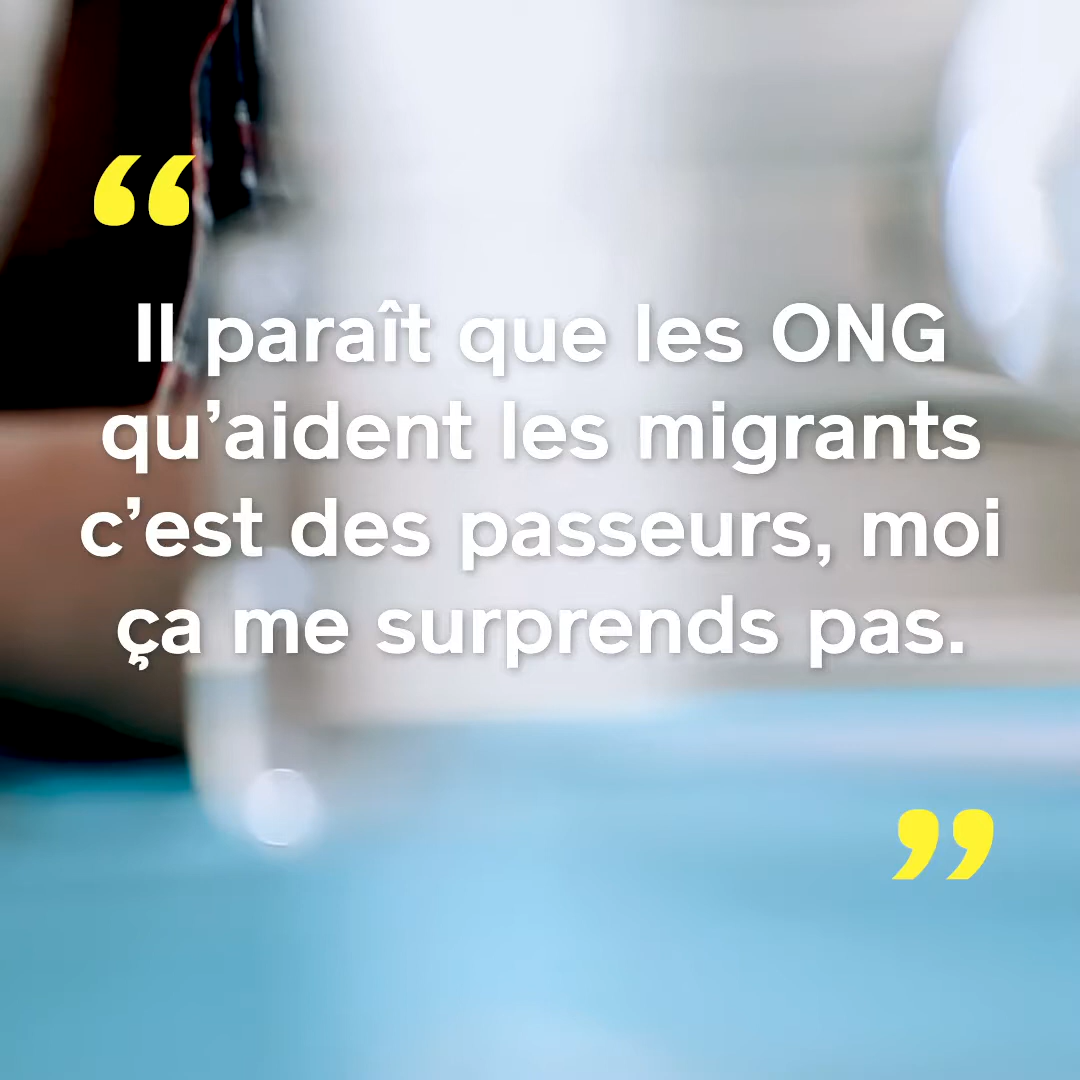 “
Il paraît que les ONG
qu’aident les migrants
c’est des passeurs, moi
ça me surprends pas.
”